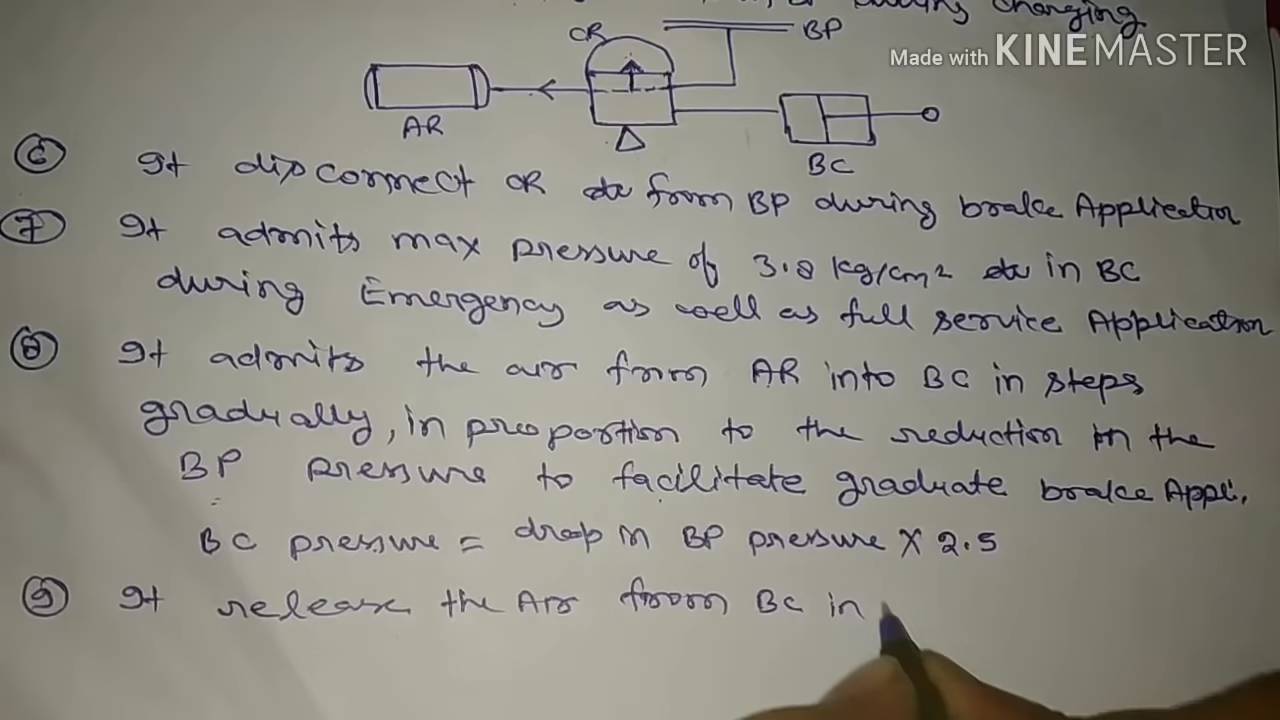 during charging
CR
BP
Made with KINEMASTER
AR
BC
6 It disconnect CR from BP during brake Application
7 It admits max pressure of 3.8 kg/cm2 in BC
during Emergency as well as full service Application
8 It admits the air from AR into BC in steps
gradually, in proportion to the reduction in the
BP pressure to facilitate graduate brake Appli.
BC pressure = drop in BP pressure X 2.5
9 It release the Air from BC in